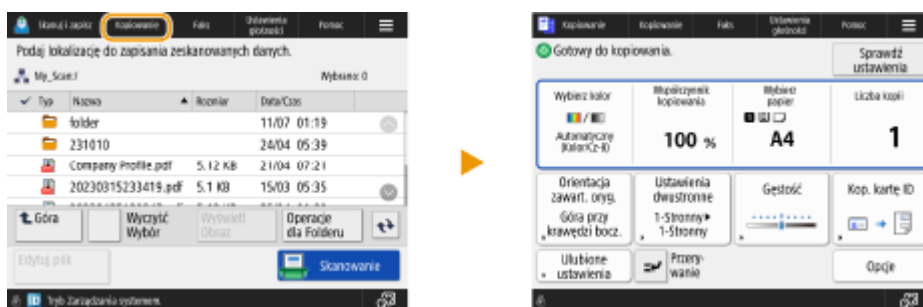 Skanuj i zapisz Kopiowanie Faks Ustawienia głośności Pomoc
Podaj lokalizację do zapisania zeskanowanych danych.
My_Scan:/ Wybrano: 0
Typ Nazwa Rozmiar Data/Czas
folder 11/07 01:19
231010 24/04 05:39
Company Profile.pdf 5.12 KB 21/04 07:21
20230315233419.pdf 5.1 KB 15/03 05:35
Góra Wyczyść Wybór Wyświetl Obraz Operacje dla Folderu
Edytuj plik Skanowanie
ID Tryb Zarządzania systemem.
Kopiowanie Kopiowanie Faks Ustawienia głośności Pomoc
Gotowy do kopiowania. Sprawdź ustawienia
Wybierz kolor Współczynnik kopiowania Wybierz papier Liczba kopii
Automatyczny (Kolor/Cz-B) 100 % A4 1
Orientacja zawart. oryg. Ustawienia dwustronne Gęstość Kop. kartę ID
Góra przy krawędzi bocz. 1-Stronny 1-Stronny
Ulubione ustawienia Przerywanie Opcje